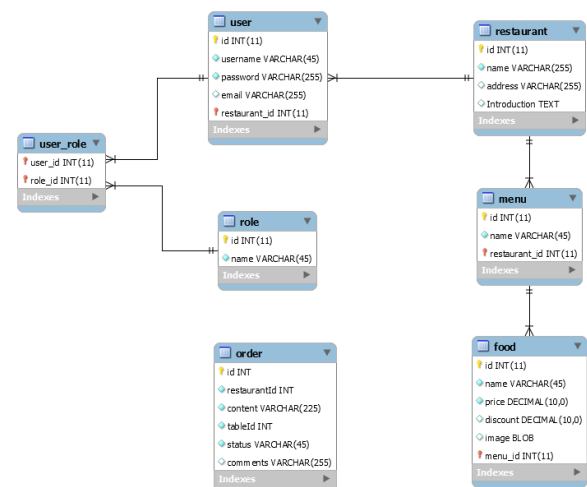 user
id INT(11)
username VARCHAR(45)
password VARCHAR(255)
email VARCHAR(255)
restaurant_id INT(11)
Indexes
restaurant
id INT(11)
name VARCHAR(255)
address VARCHAR(255)
Introduction TEXT
Indexes
user_role
user_id INT(11)
role_id INT(11)
Indexes
role
id INT(11)
name VARCHAR(45)
Indexes
menu
id INT(11)
name VARCHAR(45)
restaurant_id INT(11)
Indexes
order
id INT
restaurantId INT
content VARCHAR(225)
tableId INT
status VARCHAR(45)
comments VARCHAR(255)
Indexes
food
id INT(11)
name VARCHAR(45)
price DECIMAL(10,0)
discount DECIMAL(10,0)
image BLOB
menu_id INT(11)
Indexes